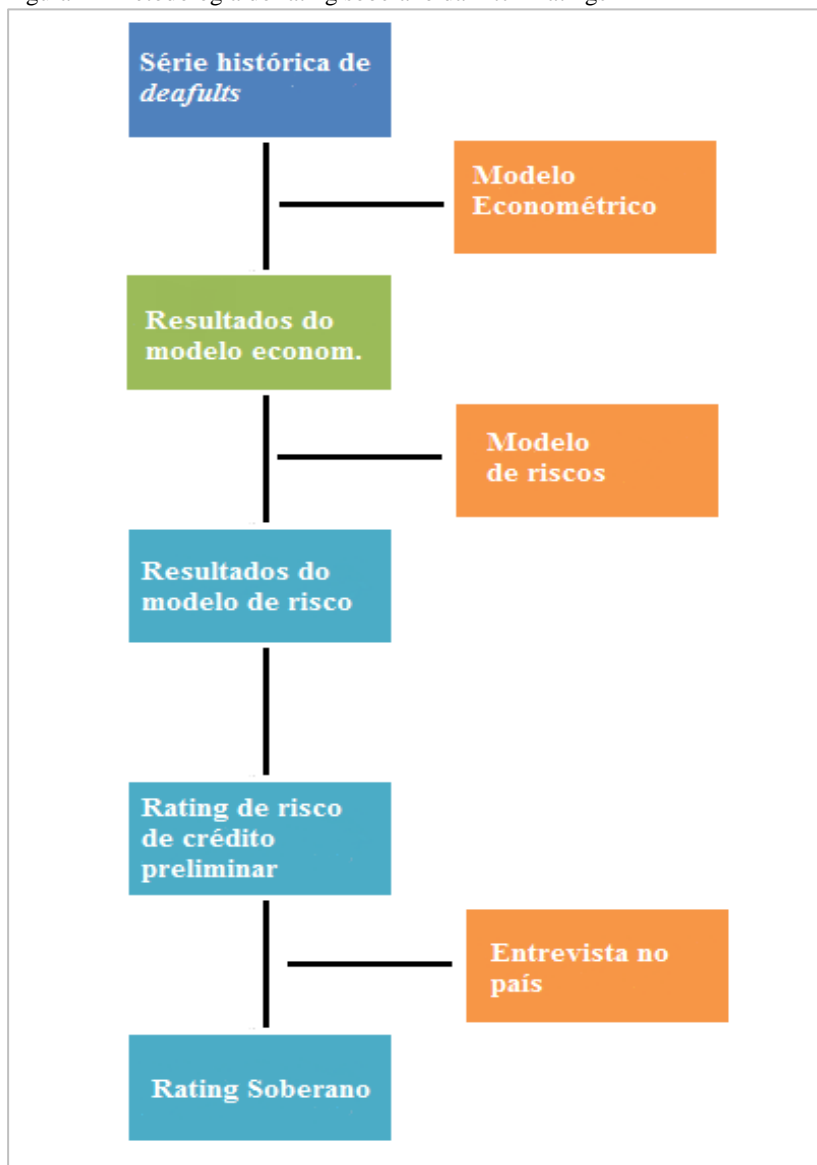 Série histórica de
deafults
Modelo
Econométrico
Resultados do
modelo econom.
Modelo
de riscos
Resultados do
modelo de risco
Rating de risco
de crédito
preliminar
Entrevista no
país
Rating Soberano